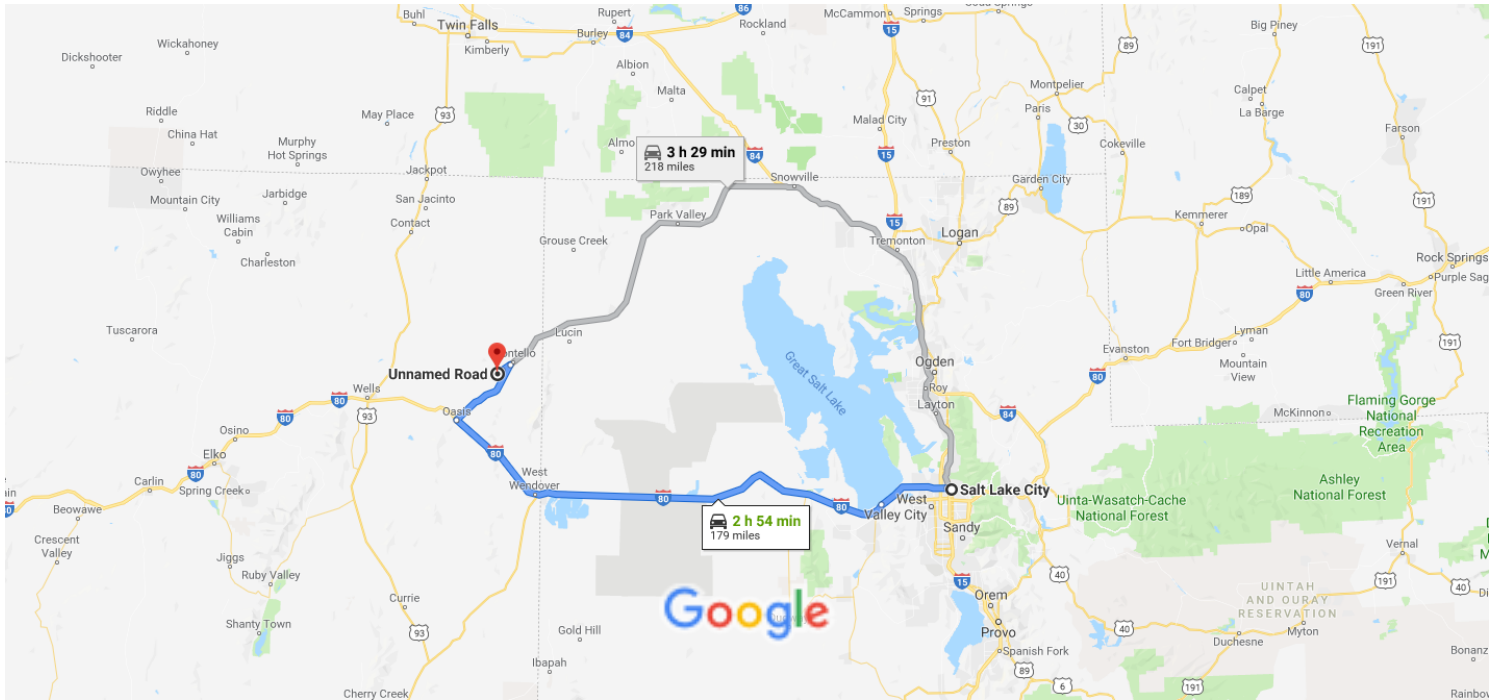 Buhl
Twin Falls
Kimberly
Rupert
Burley
84
86
Rockland
McCammon
15
Springs
89
Big Piney
191
Wickahoney
Dickshooter
Albion
Malta
Montpelier
Paris
91
30
Calpet
La Barge
Farson
Riddle
China Hat
May Place
93
Murphy
Hot Springs
Almo
3 h 29 min
218 miles
84
Malad City
15
Preston
Cokeville
191
Owyhee
Mountain City
Jarbidge
Jackpot
San Jacinto
Snowville
Garden City
89
189
Williams
Cabin
Contact
Park Valley
15
Logan
Kemmerer
Opal
Charleston
Grouse Creek
Tremonton
Rock Springs
Purple Sag
Little America
80
Green River
Tuscarora
Lucin
Lyman
Fort Bridger
Evanston
Mountain
View
Unnamed Road
Great Salt Lake
Ogden
Roy
Layton
84
Wells
80
93
Oasis
80
McKinnon
Flaming Gorge
National
Recreation
Area
Osino
Elko
80
Carlin
Spring Creek
80
West
Wendover
80
80
West
Valley City
Salt Lake City
Sandy
Uinta-Wasatch-Cache
National Forest
Ashley
National Forest
80
Beowawe
2 h 54 min
179 miles
Crescent
Valley
Jiggs
Ruby Valley
Vernal
191
15
40
Currie
Shanty Town
93
Google
Orem
Provo
UINTAH
AND OURAY
RESERVATION
40
40
Myton
Duchesne
Gold Hill
Ibapah
Spanish Fork
89
6
191
Bonanz
Cherry Creek
Rainbow